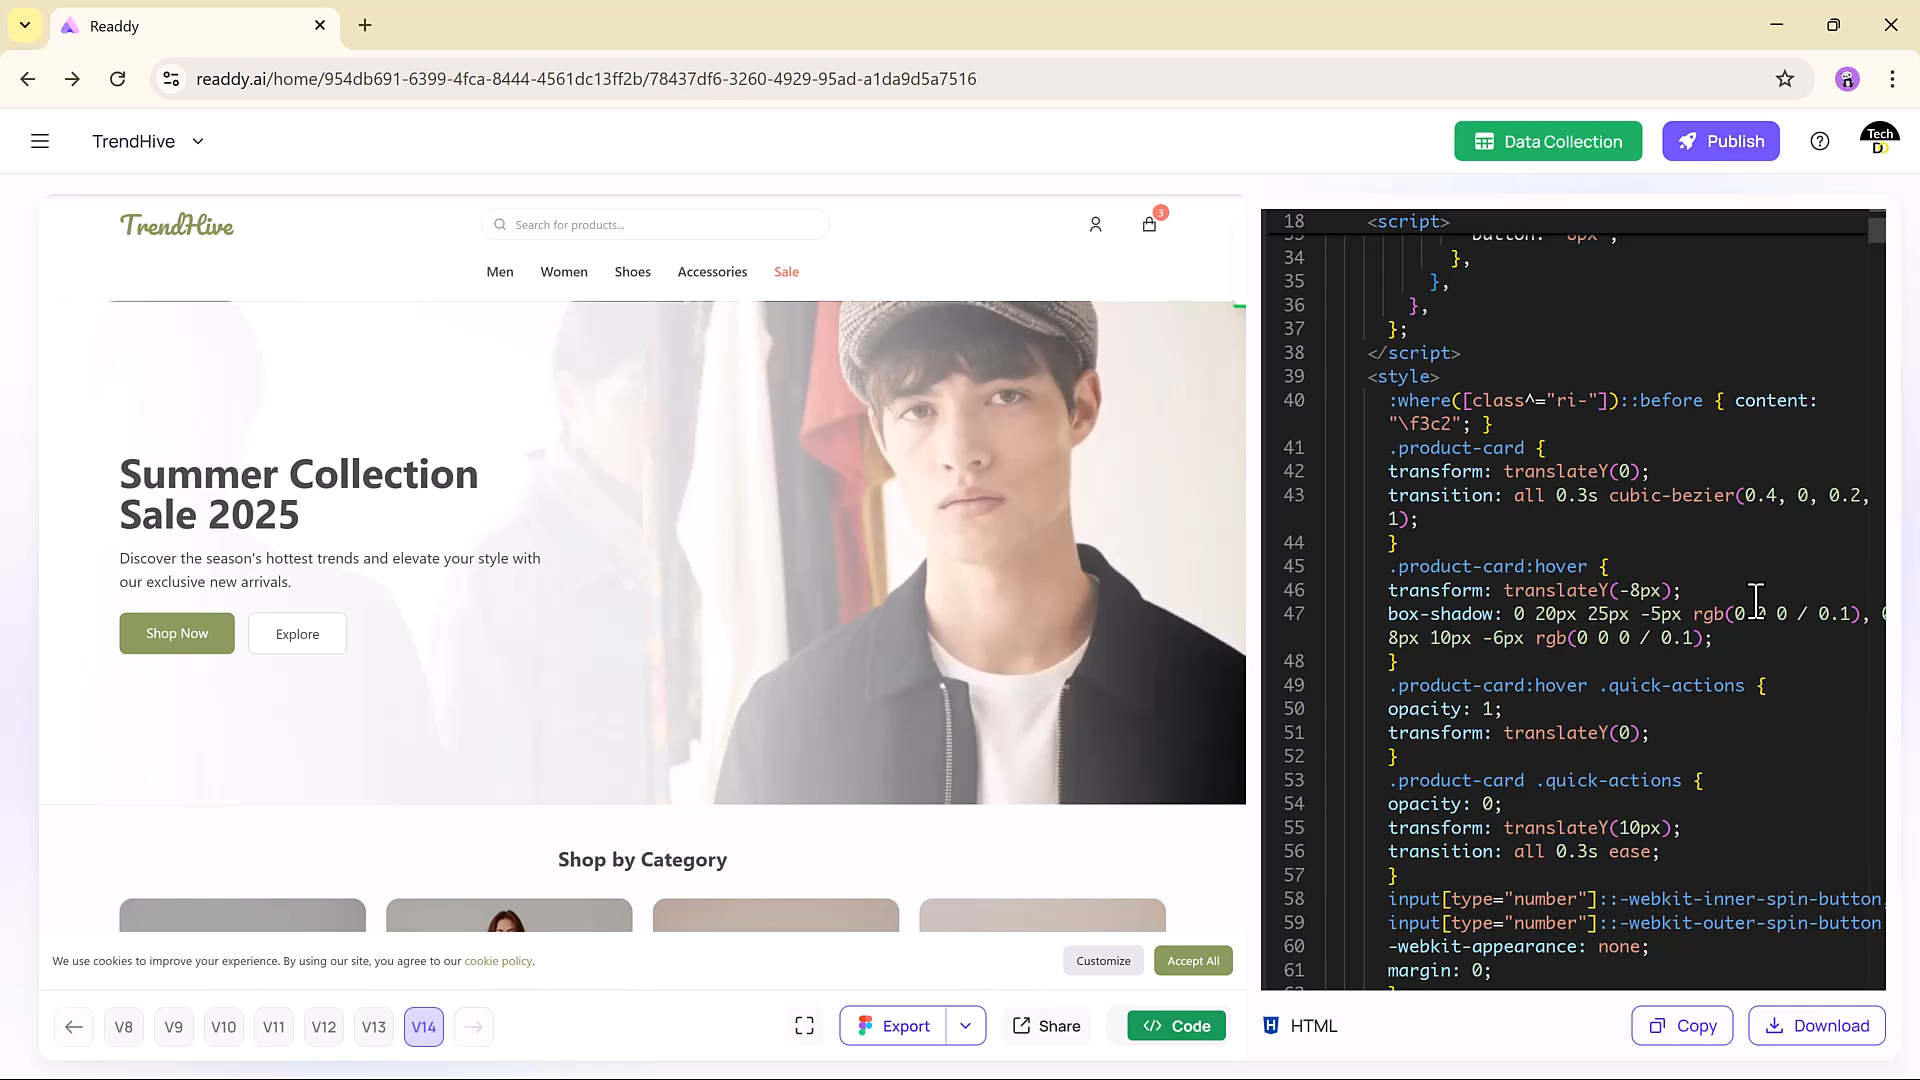 Readdy
readdy.ai/home/954db691-6399-4fca-8444-4561dc13ff2b/78437df6-3260-4929-95ad-a1da9d5a7516
TrendHive
Data Collection
Publish
Tech
DO
TrendHive
Search for products...
3
Men Women Shoes Accessories Sale
Summer Collection
Sale 2025
Discover the season's hottest trends and elevate your style with
our exclusive new arrivals.
Shop Now
Explore
Shop by Category
We use cookies to improve your experience. By using our site, you agree to our cookie policy.
Customize
Accept All
V8 V9 V10 V11 V12 V13 V14
Export
Share
</> Code
18 <script>
34 },
35 },
36 },
37 };
38 </script>
39 <style>
40 :where([class^="ri-"])::before { content:
"\f3c2"; }
41 .product-card {
42 transform: translateY(0);
43 transition: all 0.3s cubic-bezier(0.4, 0, 0.2,
1);
44 }
45 .product-card:hover {
46 transform: translateY(-8px);
47 box-shadow: 0 20px 25px -5px rgb(0 0 0 / 0.1), 0
8px 10px -6px rgb(0 0 0 / 0.1);
48 }
49 .product-card:hover .quick-actions {
50 opacity: 1;
51 transform: translateY(0);
52 }
53 .product-card .quick-actions {
54 opacity: 0;
55 transform: translateY(10px);
56 transition: all 0.3s ease;
57 }
58 input[type="number"]::-webkit-inner-spin-button,
59 input[type="number"]::-webkit-outer-spin-button
60 -webkit-appearance: none;
61 margin: 0;
HTML
Copy
Download